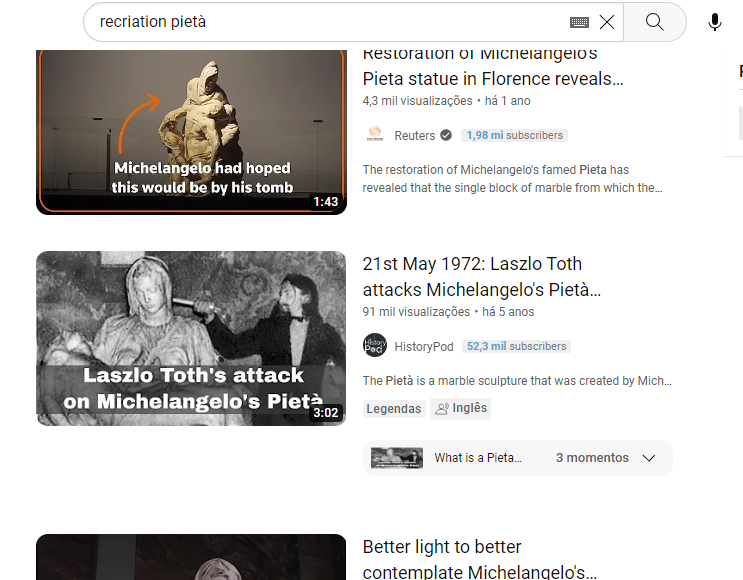 recriation pietà
Restoration of Michelangelo's
Pieta statue in Florence reveals...
4,3 mil visualizações • há 1 ano
Reuters
1,98 mi subscribers
The restoration of Michelangelo's famed Pieta has
revealed that the single block of marble from which the...
Michelangelo had hoped
this would be by his tomb
1:43
21st May 1972: Laszlo Toth
attacks Michelangelo's Pietà...
91 mil visualizações • há 5 anos
History
Pod
HistoryPod
52,3 mil subscribers
The Pietà is a marble sculpture that was created by Mich...
Legendas
Inglês
Laszlo Toth's attack
on Michelangelo's Pietà
3:02
What is a Pieta...
3 momentos
Better light to better
contemplate Michelangelo's...